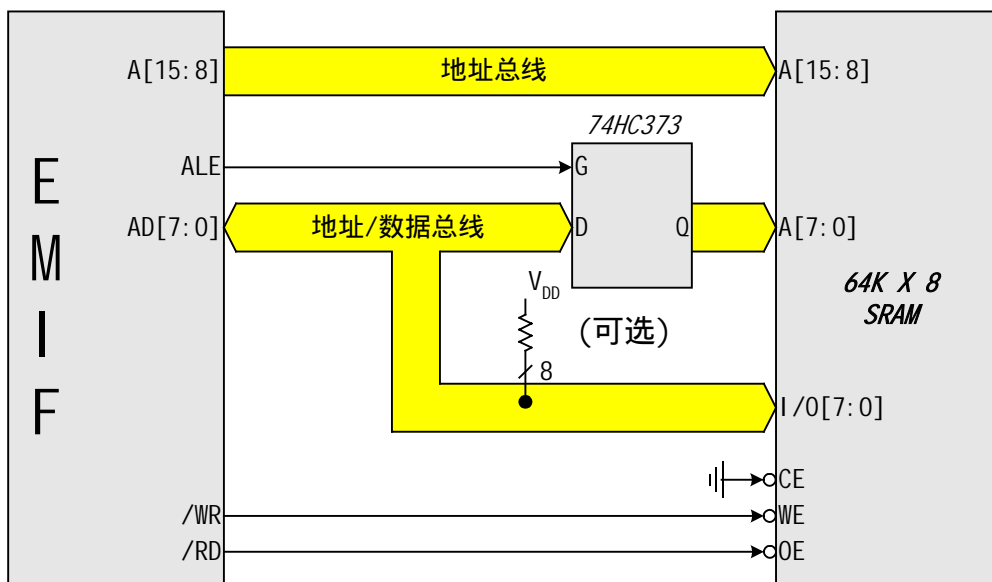 A[15:8]
地址总线
A[15:8]
74HC373
ALE
G
E
M
I
F
AD[7:0]
地址/数据总线
D
Q
A[7:0]
VDD
(可选)
64K X 8
SRAM
8
I/O[7:0]
CE
/WR
WE
/RD
OE